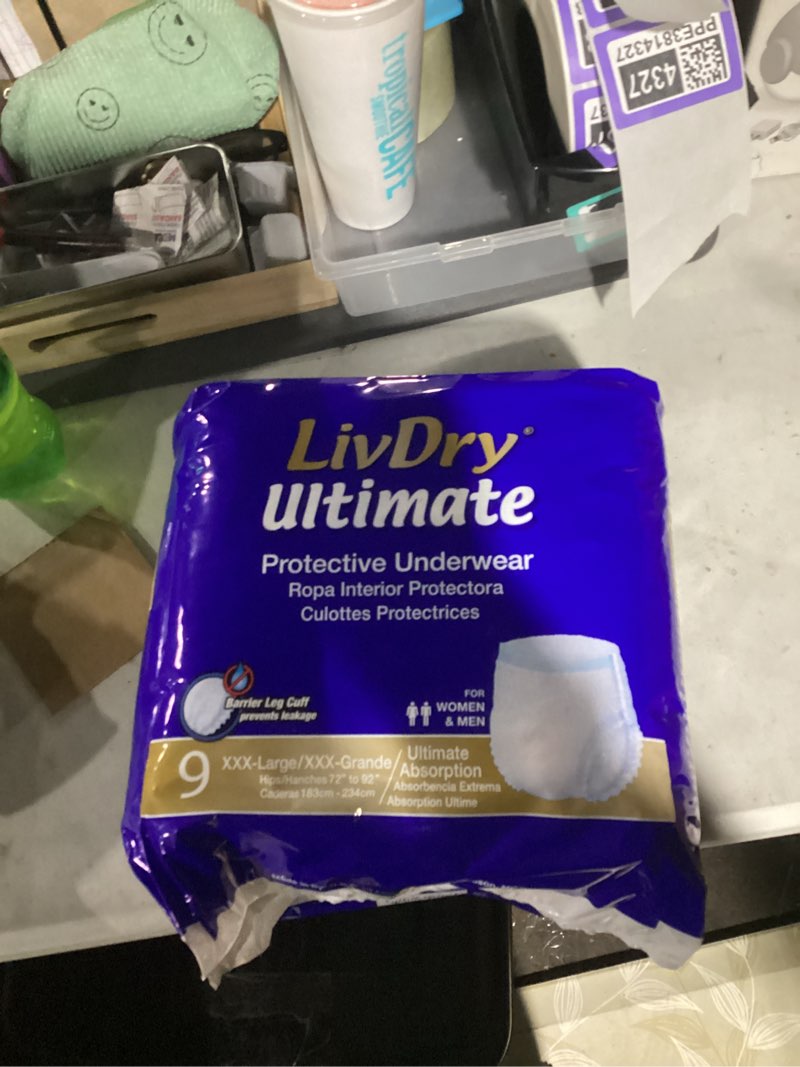 Tropical
SMOOTHIE
CAFE
PPE3814327
4327
LivDry®
Ultimate
Protective Underwear
Ropa Interior Protectora
Culottes Protectrices
Barrier Leg Cuff
prevents leakage
FOR
WOMEN
& MEN
9
XXX-Large/XXX-Grande
Hips/Hanches 72" to 92"
Caderas 183cm - 234cm
Ultimate
Absorption
Absorbencia Extrema
Absorption Ultime